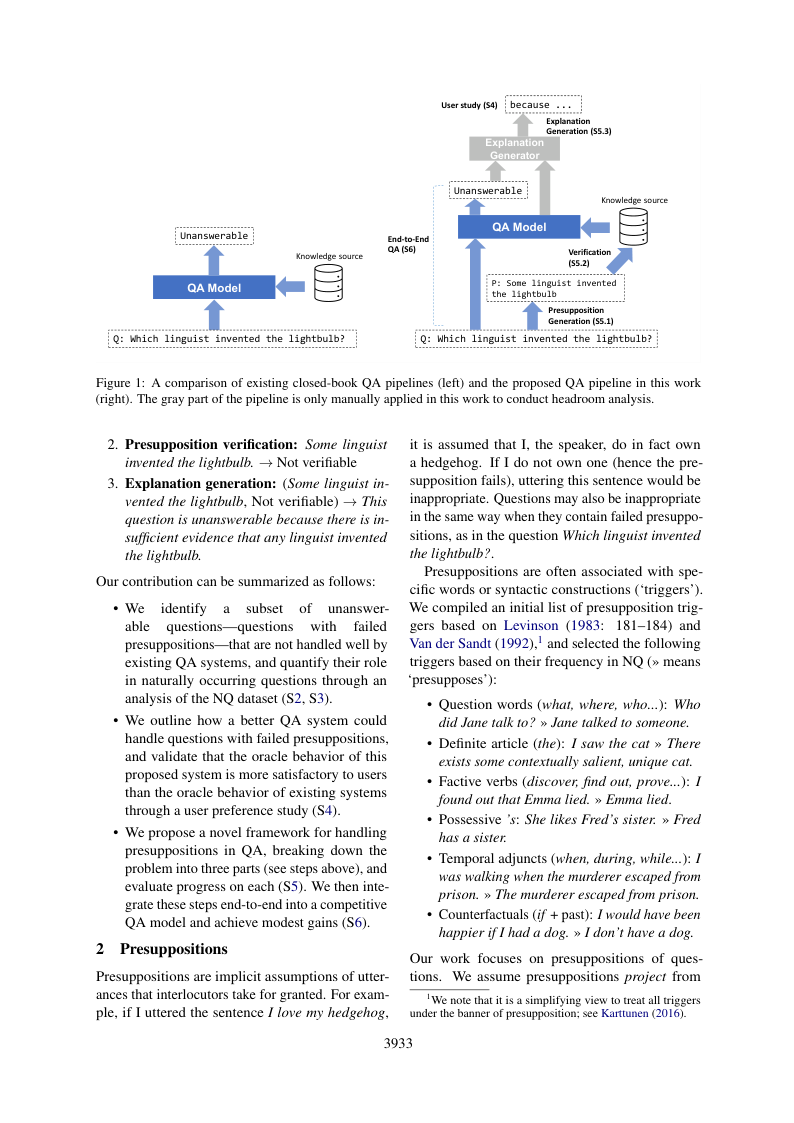 Unanswerable
Knowledge source
QA Model
Q: Which linguist invented the lightbulb?
User study (S4)
because ...
Explanation
Generation (S5.3)
Explanation
Generator
Unanswerable
Knowledge source
End-to-End
QA (S6)
QA Model
Verification
(S5.2)
P: Some linguist invented
the lightbulb
Presupposition
Generation (S5.1)
Q: Which linguist invented the lightbulb?
Figure 1: A comparison of existing closed-book QA pipelines (left) and the proposed QA pipeline in this work
(right). The gray part of the pipeline is only manually applied in this work to conduct headroom analysis.
2. Presupposition verification: Some linguist
invented the lightbulb. → Not verifiable
3. Explanation generation: (Some linguist in-
vented the lightbulb, Not verifiable) → This
question is unanswerable because there is in-
sufficient evidence that any linguist invented
the lightbulb.
Our contribution can be summarized as follows:
• We identify a subset of unanswer-
able questions—questions with failed
presuppositions—that are not handled well by
existing QA systems, and quantify their role
in naturally occurring questions through an
analysis of the NQ dataset (S2, S3).
• We outline how a better QA system could
handle questions with failed presuppositions,
and validate that the oracle behavior of this
proposed system is more satisfactory to users
than the oracle behavior of existing systems
through a user preference study (S4).
• We propose a novel framework for handling
presuppositions in QA, breaking down the
problem into three parts (see steps above), and
evaluate progress on each (S5). We then inte-
grate these steps end-to-end into a competitive
QA model and achieve modest gains (S6).
2 Presuppositions
Presuppositions are implicit assumptions of utter-
ances that interlocutors take for granted. For exam-
ple, if I uttered the sentence I love my hedgehog,
it is assumed that I, the speaker, do in fact own
a hedgehog. If I do not own one (hence the pre-
supposition fails), uttering this sentence would be
inappropriate. Questions may also be inappropriate
in the same way when they contain failed presuppo-
sitions, as in the question Which linguist invented
the lightbulb?.
Presuppositions are often associated with spe-
cific words or syntactic constructions (‘triggers’).
We compiled an initial list of presupposition trig-
gers based on Levinson (1983: 181–184) and
Van der Sandt (1992),1 and selected the following
triggers based on their frequency in NQ (» means
‘presupposes’):
• Question words (what, where, who...): Who
did Jane talk to? » Jane talked to someone.
• Definite article (the): I saw the cat » There
exists some contextually salient, unique cat.
• Factive verbs (discover, find out, prove...): I
found out that Emma lied. » Emma lied.
• Possessive ’s: She likes Fred’s sister. » Fred
has a sister.
• Temporal adjuncts (when, during, while...): I
was walking when the murderer escaped from
prison. » The murderer escaped from prison.
• Counterfactuals (if + past): I would have been
happier if I had a dog. » I don’t have a dog.
Our work focuses on presuppositions of ques-
tions. We assume presuppositions project from
1We note that it is a simplifying view to treat all triggers
under the banner of presupposition; see Karttunen (2016).
3933